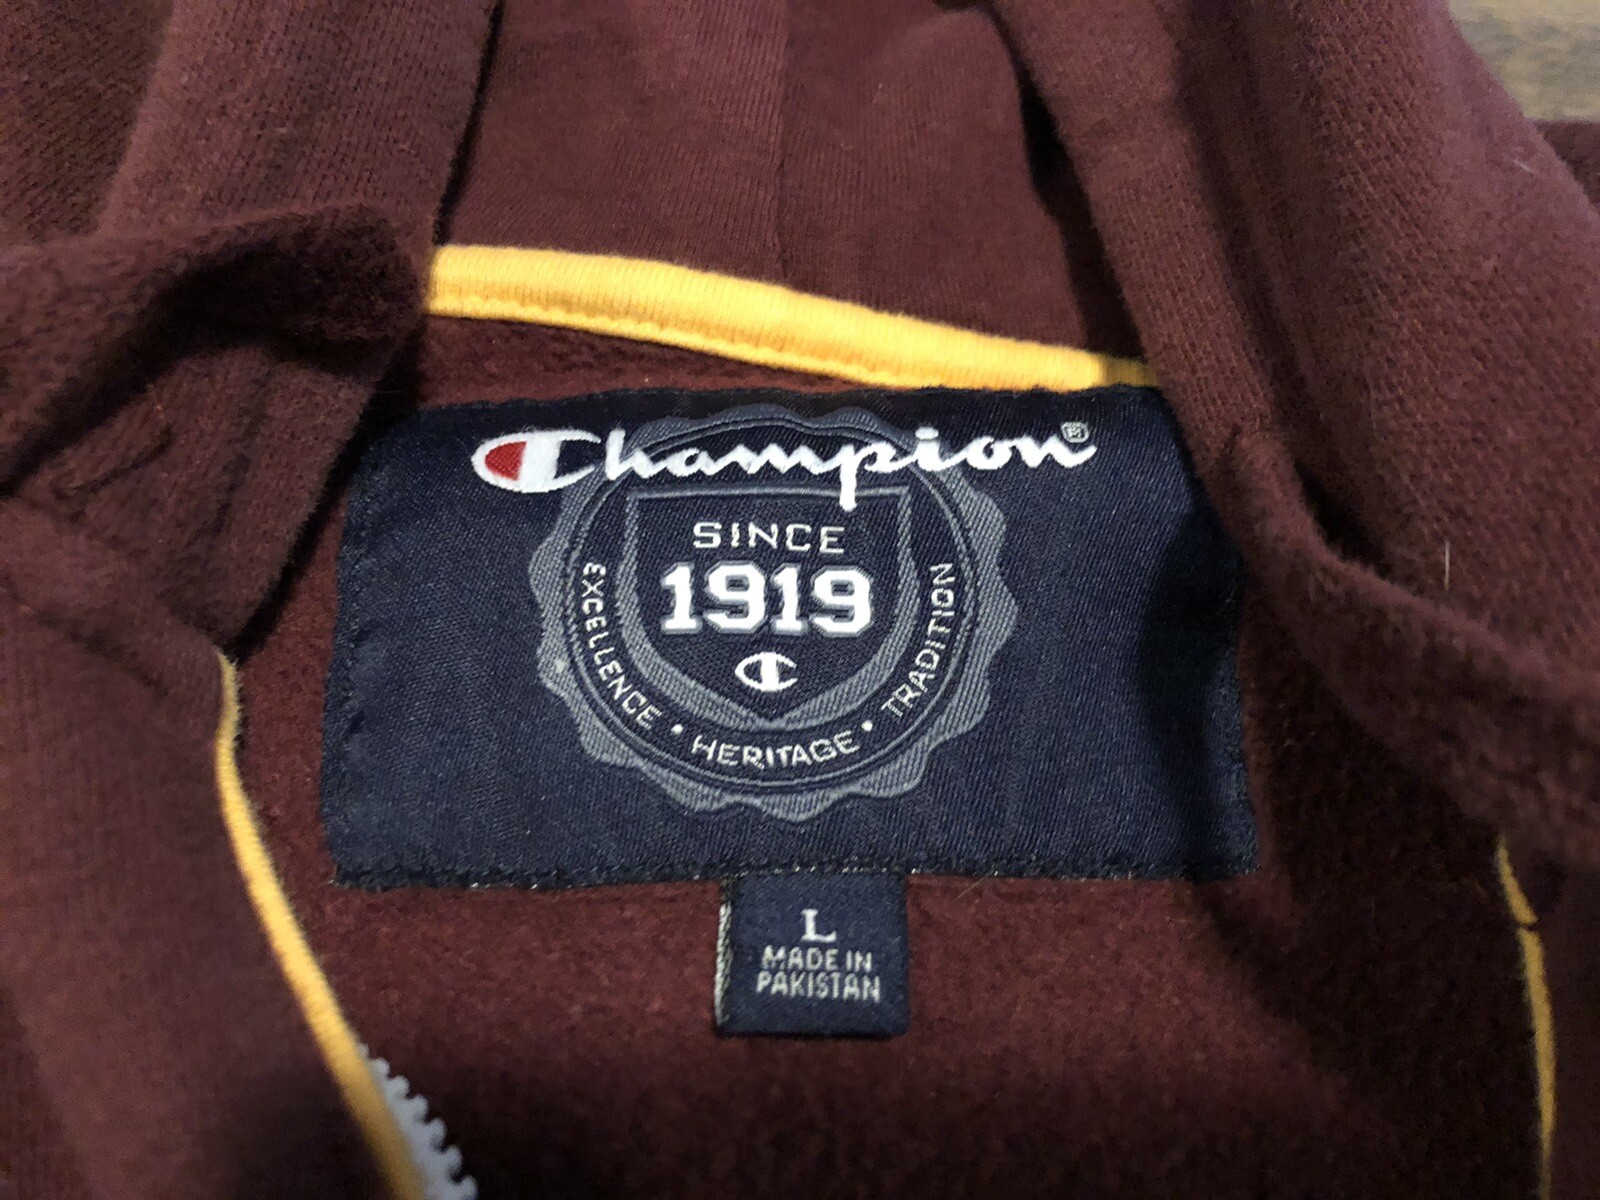 Champion®
SINCE
1919
EXCELLENCE • HERITAGE • TRADITION
L
MADE IN
PAKISTAN